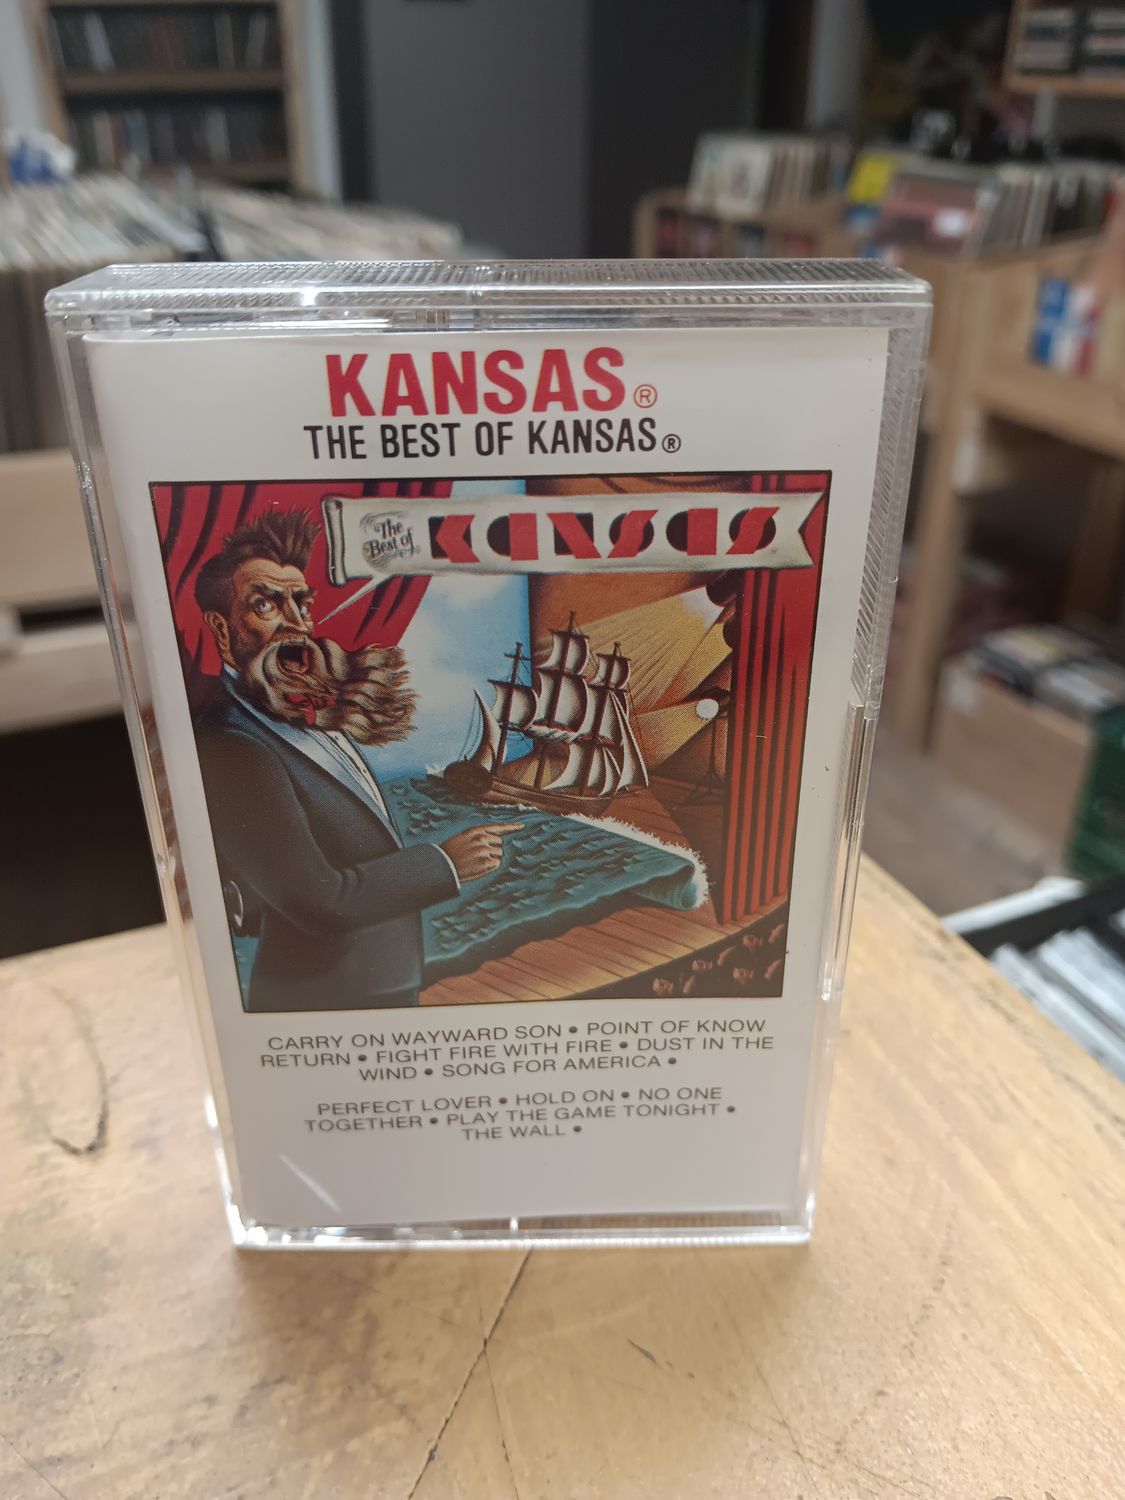 KANSAS®
THE BEST OF KANSAS®
The
Best of KANSAS
CARRY ON WAYWARD SON • POINT OF KNOW
RETURN • FIGHT FIRE WITH FIRE • DUST IN THE
WIND • SONG FOR AMERICA •
PERFECT LOVER • HOLD ON • NO ONE
TOGETHER • PLAY THE GAME TONIGHT •
THE WALL •